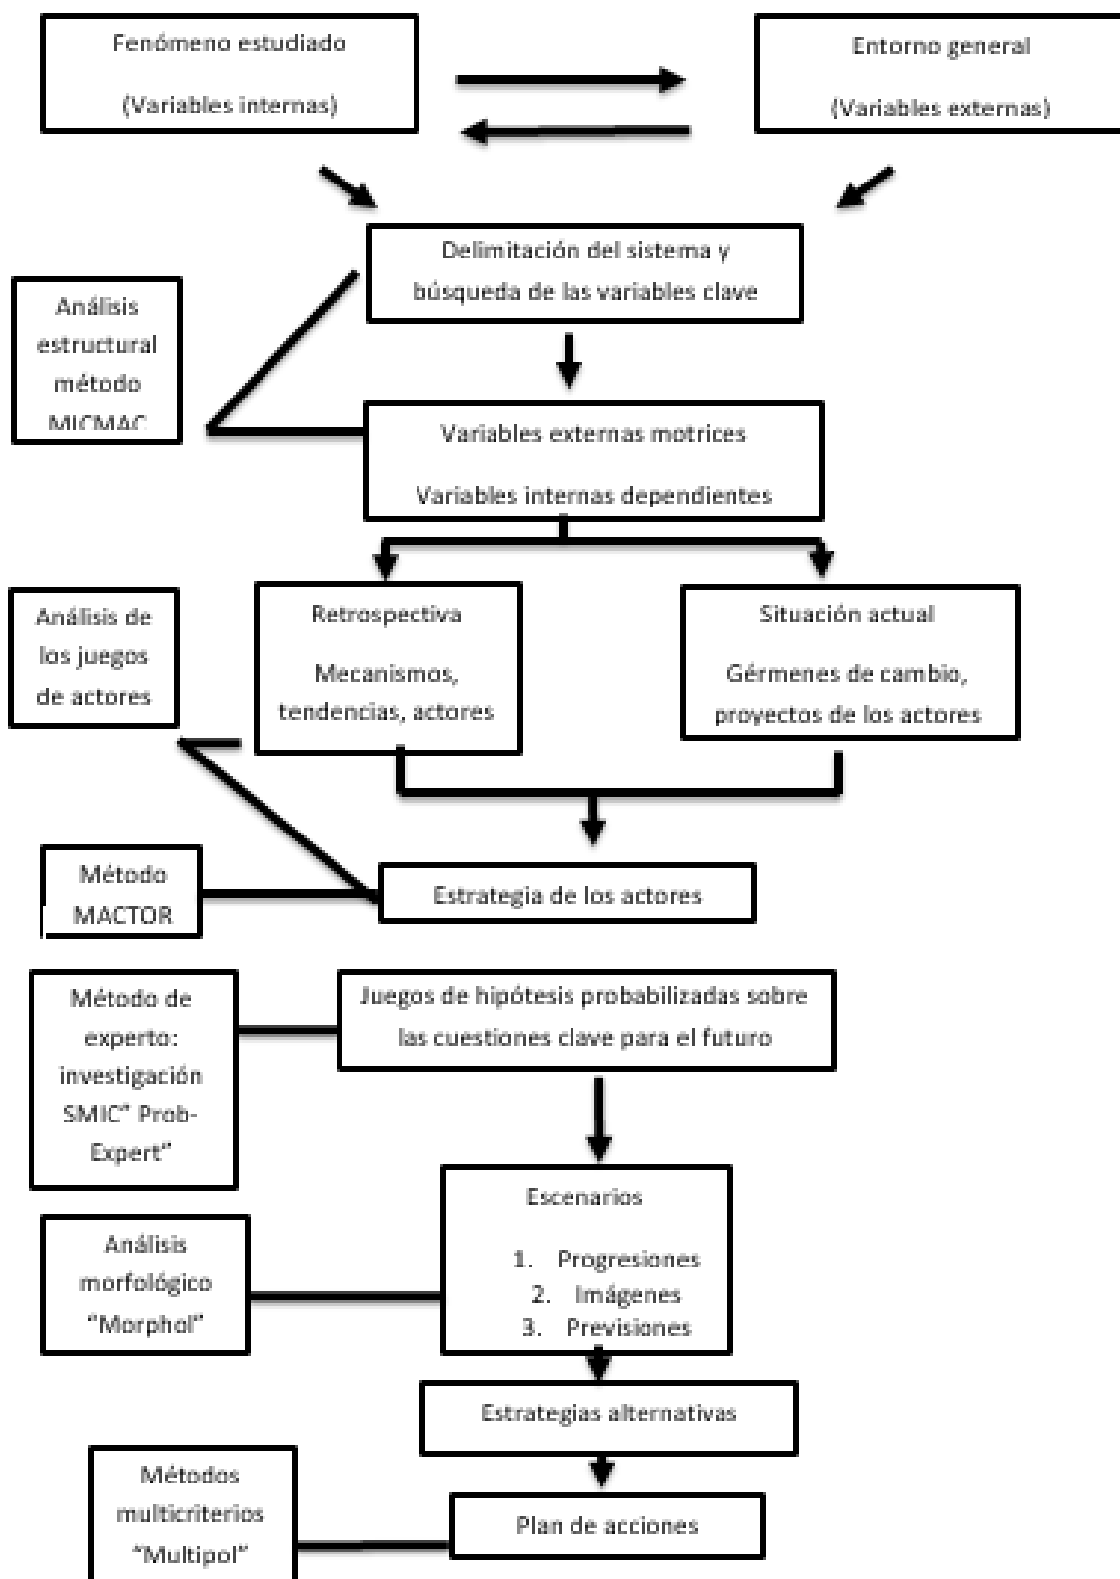 Fenómeno estudiado
(Variables internas)
Entorno general
(Variables externas)
Delimitación del sistema y
búsqueda de las variables clave
Análisis
estructural
método
MICMAC
Variables externas motrices
Variables internas dependientes
Análisis de
los juegos
de actores
Retrospectiva
Mecanismos,
tendencias, actores
Situación actual
Gérmenes de cambio,
proyectos de los actores
Método
MACTOR
Estrategia de los actores
Método de
experto:
investigación
SMIC“ Prob-
Expert”
Juegos de hipótesis probabilizadas sobre
las cuestiones clave para el futuro
Escenarios
1. Progresiones
2. Imágenes
3. Previsiones
Análisis
morfológico
“Morphol”
Estrategias alternativas
Métodos
multicriterios
“Multipol”
Plan de acciones